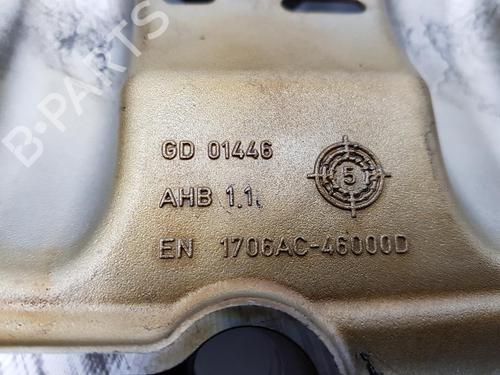 B-PARTS
GD 01446
5
AHB 1.1.
EN 1706AC-46000D